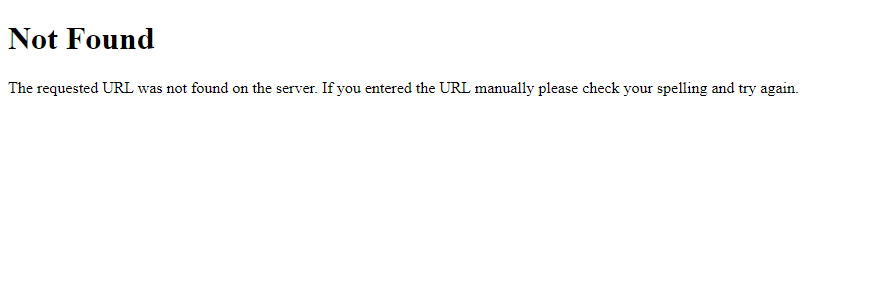 Not Found
The requested URL was not found on the server. If you entered the URL manually please check your spelling and try again.